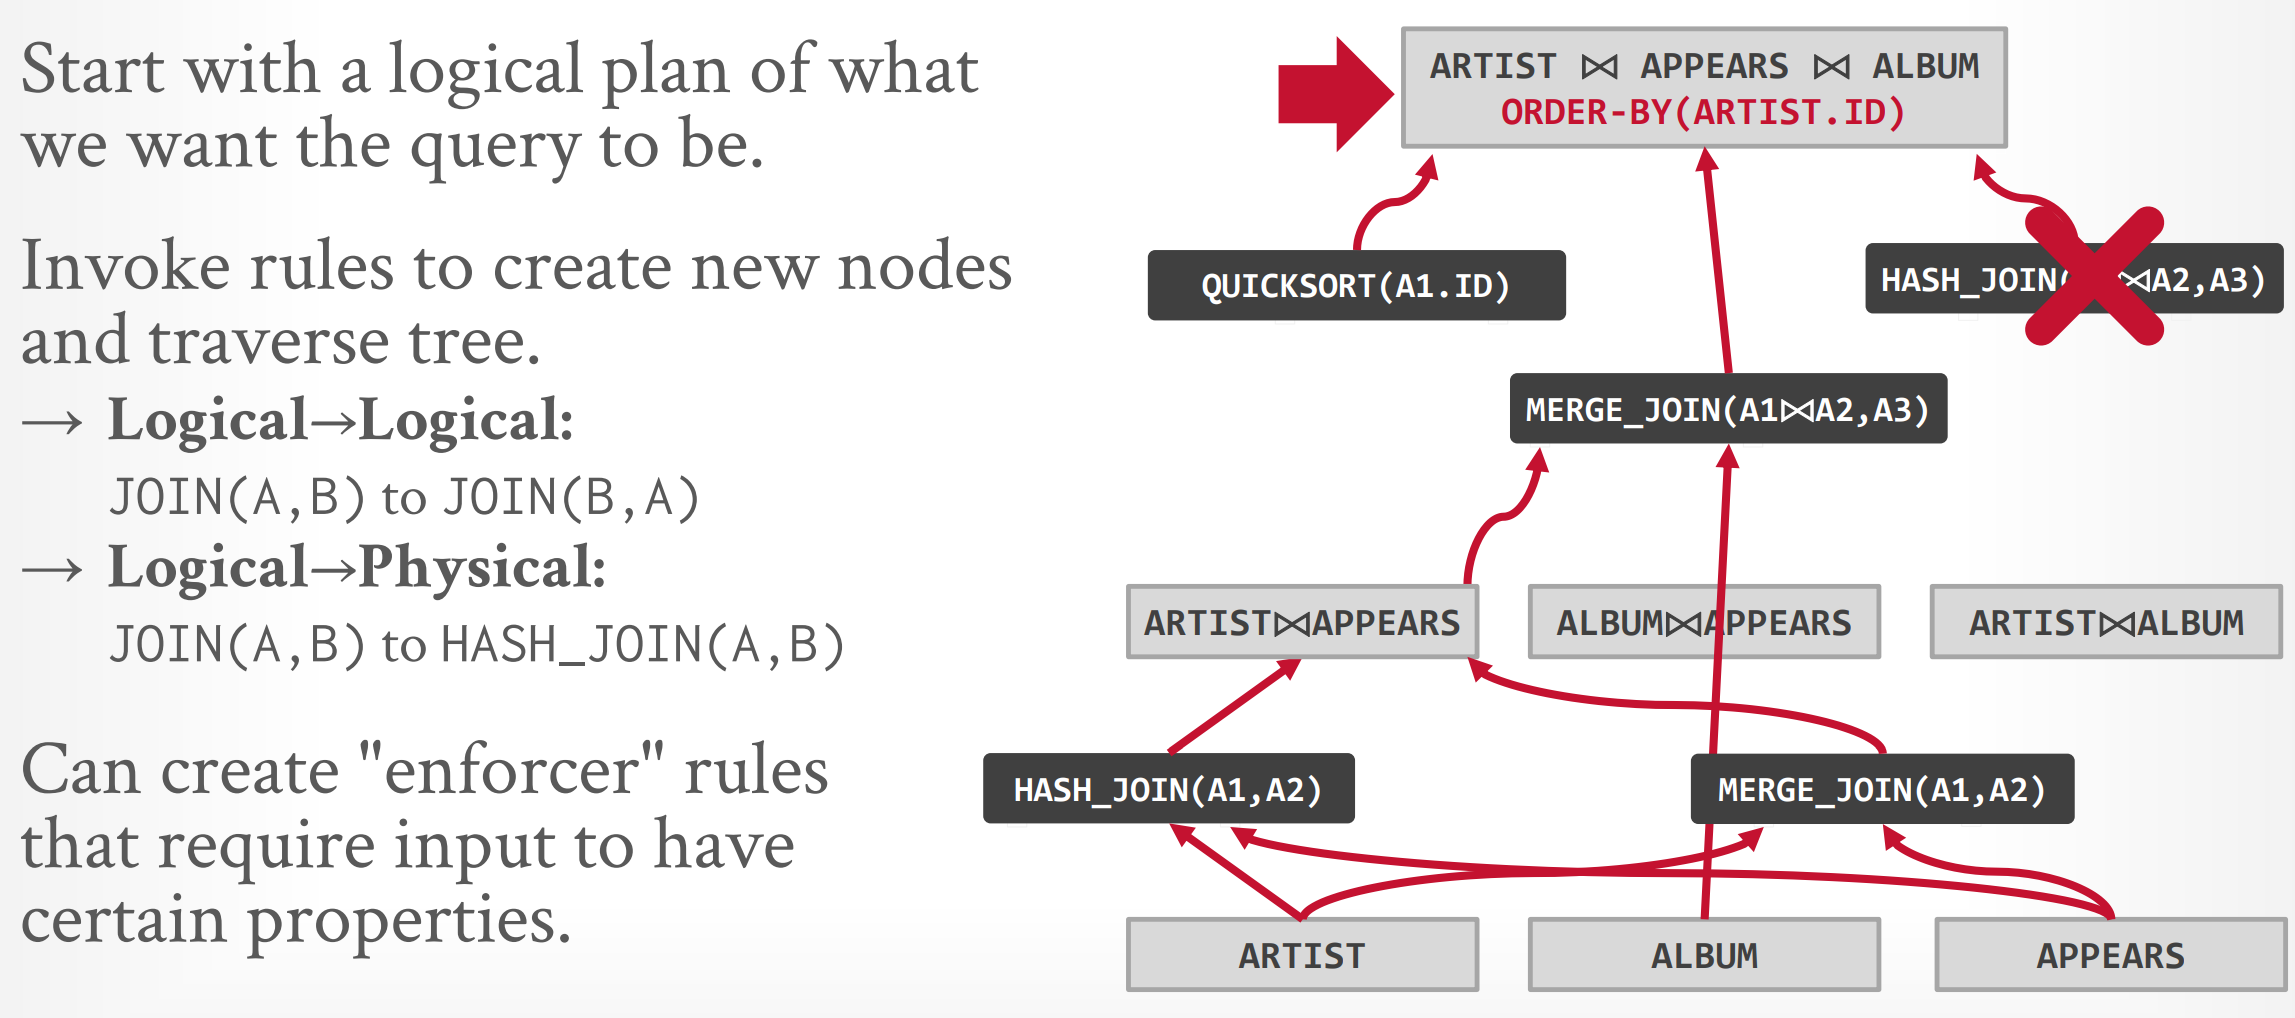 Start with a logical plan of what
we want the query to be.
Invoke rules to create new nodes
and traverse tree.
→ Logical→Logical:
JOIN(A,B) to JOIN(B,A)
→ Logical→Physical:
JOIN(A,B) to HASH_JOIN(A,B)
Can create "enforcer" rules
that require input to have
certain properties.
ARTIST ⋈ APPEARS ⋈ ALBUM
ORDER-BY(ARTIST.ID)
QUICKSORT(A1.ID)
HASH_JOIN( ⋈A2,A3)
MERGE_JOIN(A1⋈A2,A3)
ARTIST⋈APPEARS
ALBUM⋈APPEARS
ARTIST⋈ALBUM
HASH_JOIN(A1,A2)
MERGE_JOIN(A1,A2)
ARTIST
ALBUM
APPEARS